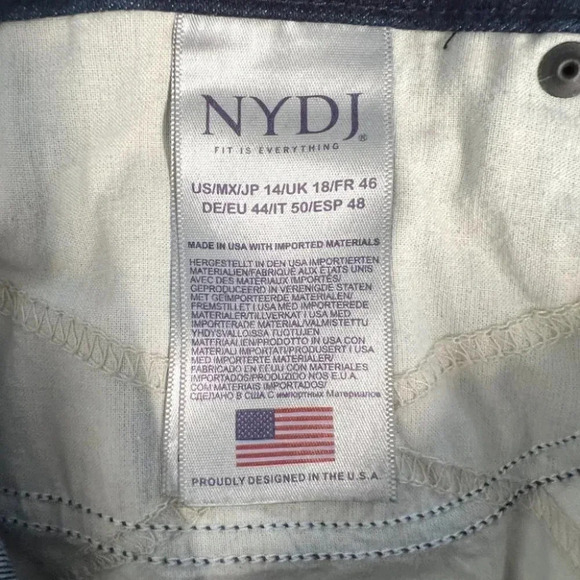 NYDJ®
FIT IS EVERYTHING
US/MX/JP 14/UK 18/FR 46
DE/EU 44/IT 50/ESP 48
MADE IN USA WITH IMPORTED MATERIALS
HERGESTELLT IN DEN USA IMPORTIERTEN
MATERIALIEN/FABRIQUÉ AUX ÉTATS UNIS
AVEC DES MATÉRIAUX IMPORTÉS/
GEPRODUCEERD IN VERENIGDE STATEN
MET GEÏMPORTEERDE MATERIALEN/
FREMSTILLET I USA MED IMPORTEREDE
MATERIALER/TILLVERKAT I USA MED
IMPORTERADE MATERIAL/VALMISTETTU
YHDYSVALLOISSA TUOTUJEN
MATERIAALIEN/PRODOTTO IN USA CON
MATERIALI IMPORTATI/PRODUSERT I USA
MED IMPORTERTE MATERIALER/
FABRICADO EN EEUU CON MATERIALES
IMPORTADOS/PRODUZIDO NOS E.U.A.
COM MATERIAIS IMPORTADOS/
СДЕЛАНО В США С импортных Материалов
PROUDLY DESIGNED IN THE U.S.A.